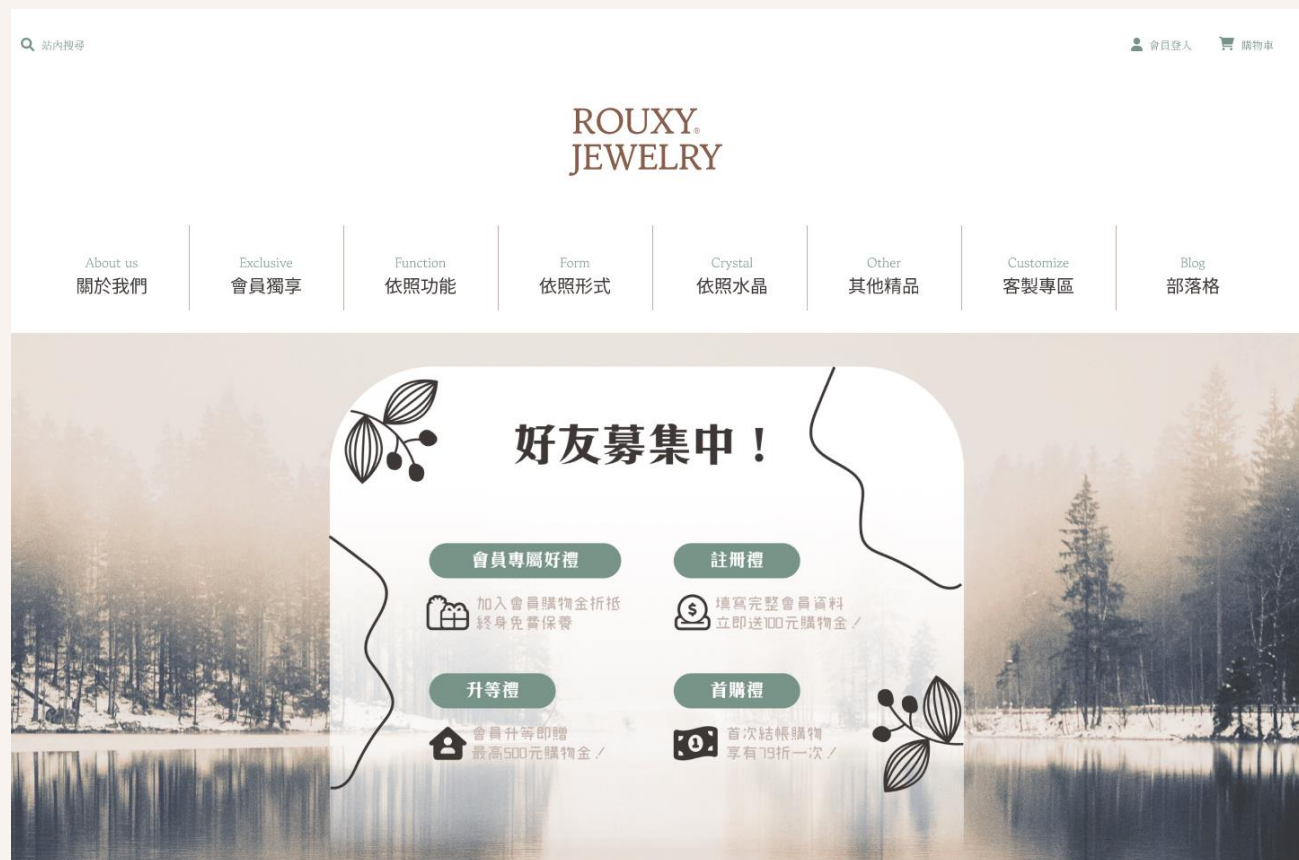 站內搜尋
會員登入
購物車
ROUXY®
JEWELRY
About us
關於我們
Exclusive
會員獨享
Function
依照功能
Form
依照形式
Crystal
依照水晶
Other
其他精品
Customize
客製專區
Blog
部落格
好友募集中！
會員專屬好禮
加入會員購物金折抵
終身免費保養
註冊禮
填寫完整會員資料
立即送100元購物金！
升等禮
會員升等即贈
最高500元購物金！
首購禮
首次結帳購物
享有79折一次！